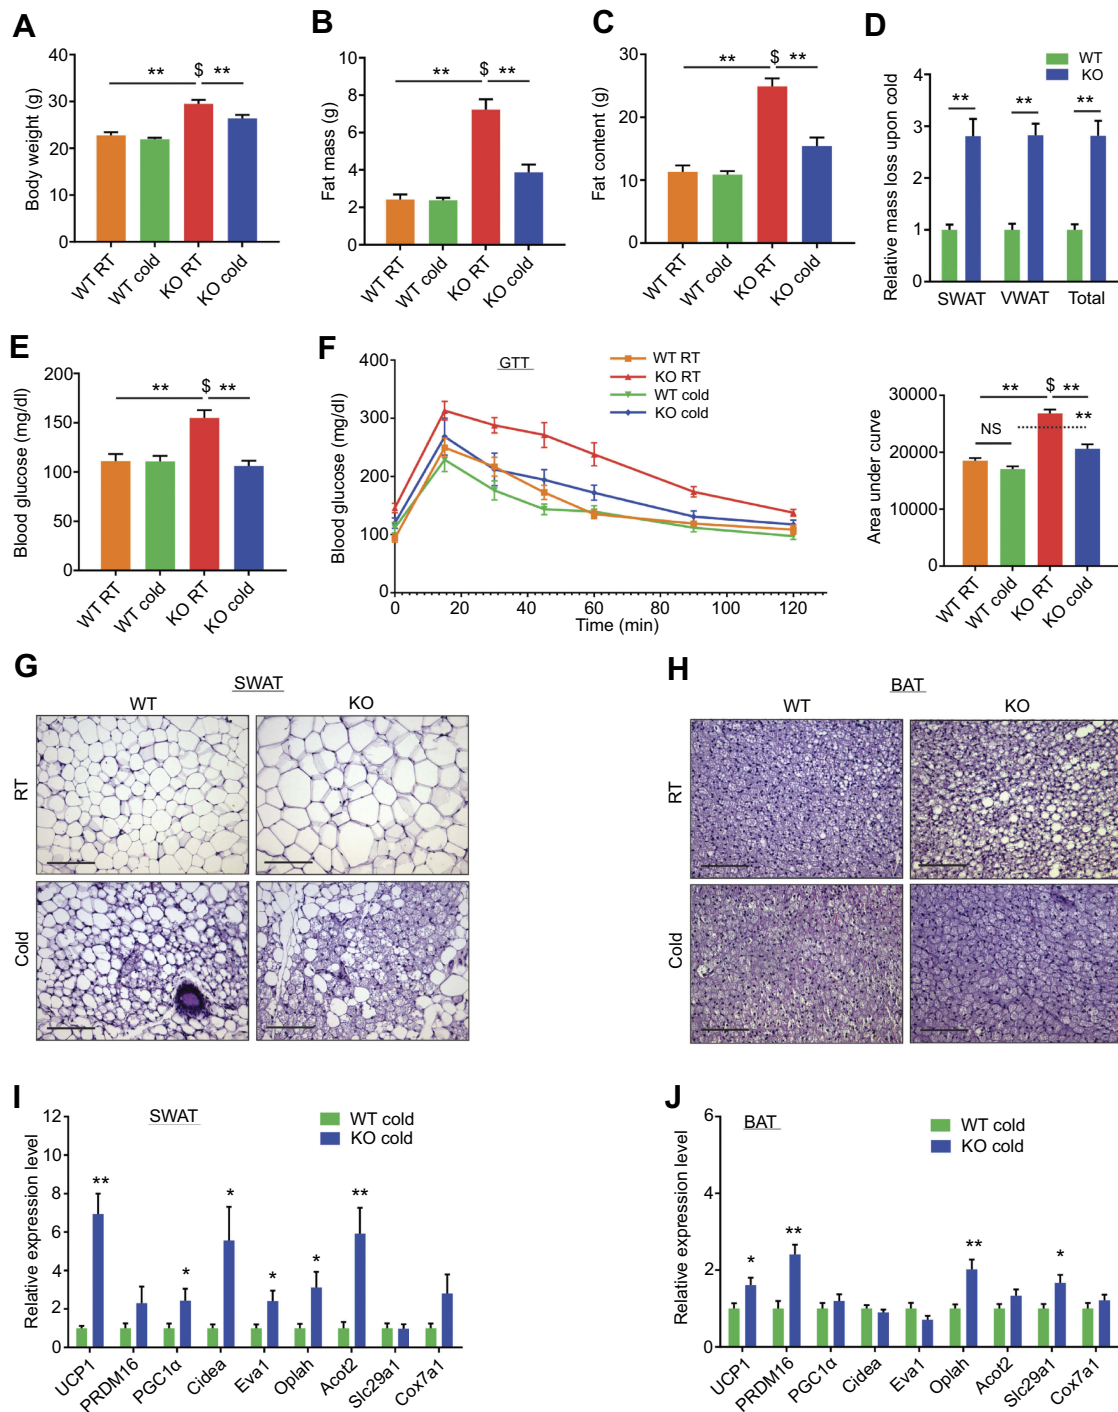 A
Body weight (g)
40
30
20
10
0
** $ **
WT RT
WT cold
KO RT
KO cold
B
Fat mass (g)
10
8
6
4
2
0
** $ **
WT RT
WT cold
KO RT
KO cold
C
Fat content (g)
30
20
10
0
** $ **
WT RT
WT cold
KO RT
KO cold
D
WT
KO
Relative mass loss upon cold
4
3
2
1
0
** ** **
SWAT VWAT Total
E
Blood glucose (mg/dl)
200
150
100
50
0
** $ **
WT RT
WT cold
KO RT
KO cold
F
GTT
WT RT
KO RT
WT cold
KO cold
Blood glucose (mg/dl)
400
300
200
100
0
0 20 40 60 80 100 120
Time (min)
Area under curve
30000
20000
10000
0
** $ **
NS **
WT RT
WT cold
KO RT
KO cold
G
SWAT
WT KO
RT
Cold
H
BAT
WT KO
RT
Cold
I
SWAT
WT cold
KO cold
Relative expression level
12
10
8
6
4
2
0
** * * * * **
UCP1
PRDM16
PGC1α
Cidea
Eva1
Oplah
Acot2
Slc29a1
Cox7a1
J
BAT
WT cold
KO cold
Relative expression level
6
4
2
0
* ** ** *
UCP1
PRDM16
PGC1α
Cidea
Eva1
Oplah
Acot2
Slc29a1
Cox7a1